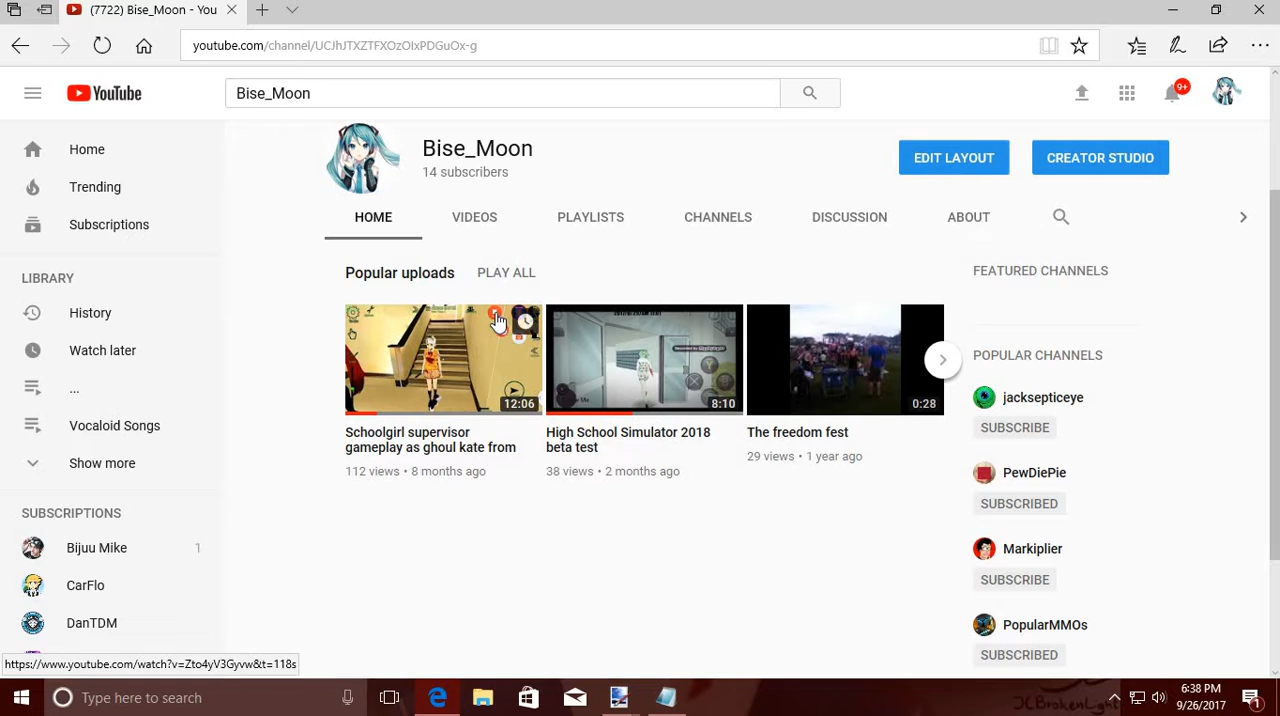 (7722) Bise_Moon - You
youtube.com/channel/UCJhJTXZTFXOzOIxPDGuOx-g
YouTube
Bise_Moon
9+
Home
Trending
Subscriptions
LIBRARY
History
Watch later
...
Vocaloid Songs
Show more
SUBSCRIPTIONS
Bijuu Mike 1
CarFlo
DanTDM
Bise_Moon
14 subscribers
EDIT LAYOUT
CREATOR STUDIO
HOME VIDEOS PLAYLISTS CHANNELS DISCUSSION ABOUT
Popular uploads PLAY ALL
12:06
Schoolgirl supervisor
gameplay as ghoul kate from
112 views • 8 months ago
8:10
High School Simulator 2018
beta test
38 views • 2 months ago
0:28
The freedom fest
29 views • 1 year ago
FEATURED CHANNELS
POPULAR CHANNELS
jacksepticeye
SUBSCRIBE
PewDiePie
SUBSCRIBED
Markiplier
SUBSCRIBE
PopularMMOs
SUBSCRIBED
https://www.youtube.com/watch?v=Zto4yV3Gyvw&t=118s
Type here to search
JCBrokenLight
6:38 PM
9/26/2017
1